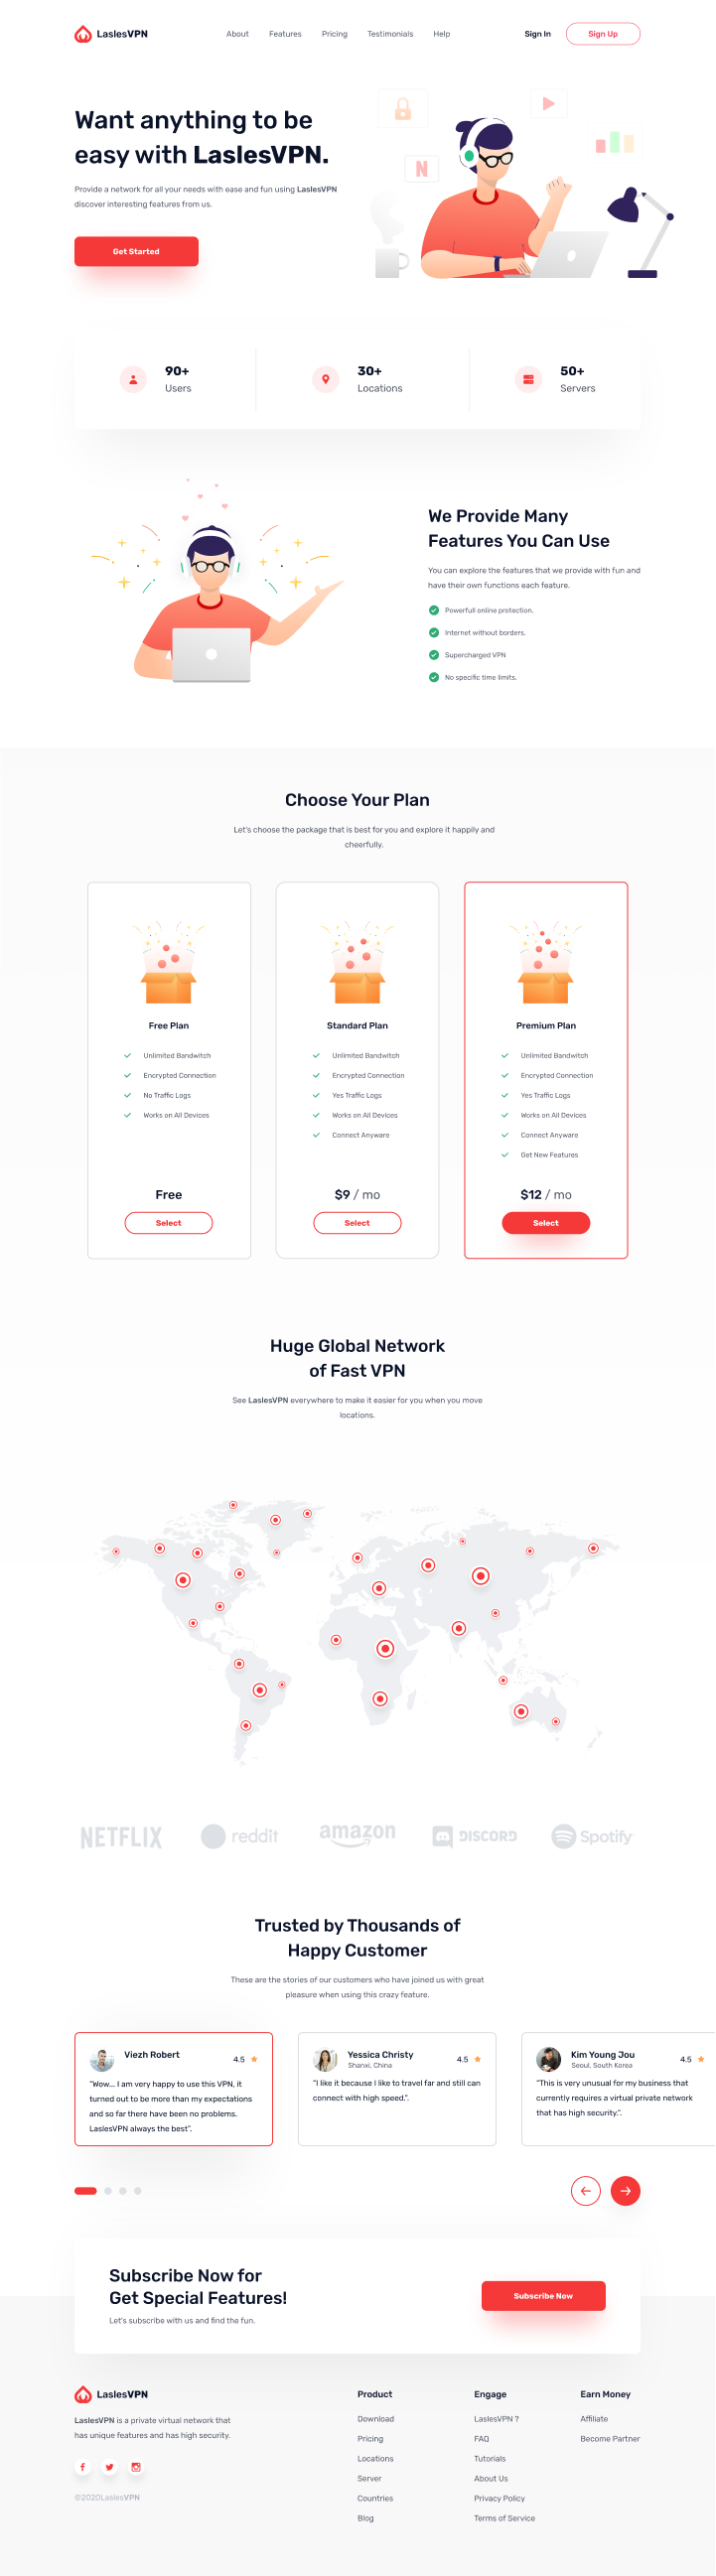 LaslesVPN
About Features Pricing Testimonials Help
Sign In Sign Up
Want anything to be
easy with LaslesVPN.
Provide a network for all your needs with ease and fun using LaslesVPN
discover interesting features from us.
Get Started
N
90+
Users
30+
Locations
50+
Servers
We Provide Many
Features You Can Use
You can explore the features that we provide with fun and
have their own functions each feature.
Powerfull online protection.
Internet without borders.
Supercharged VPN
No specific time limits.
Choose Your Plan
Let's choose the package that is best for you and explore it happily and
cheerfully.
Free Plan
Unlimited Bandwitch
Encrypted Connection
No Traffic Logs
Works on All Devices
Free
Select
Standard Plan
Unlimited Bandwitch
Encrypted Connection
Yes Traffic Logs
Works on All Devices
Connect Anyware
$9 / mo
Select
Premium Plan
Unlimited Bandwitch
Encrypted Connection
Yes Traffic Logs
Works on All Devices
Connect Anyware
Get New Features
$12 / mo
Select
Huge Global Network
of Fast VPN
See LaslesVPN everywhere to make it easier for you when you move
locations.
NETFLIX reddit amazon DISCORD Spotify
Trusted by Thousands of
Happy Customer
These are the stories of our customers who have joined us with great
pleasure when using this crazy feature.
Viezh Robert
4.5
“Wow... I am very happy to use this VPN, it
turned out to be more than my expectations
and so far there have been no problems.
LaslesVPN always the best”.
Yessica Christy
Shanxi, China
4.5
“I like it because I like to travel far and still can
connect with high speed.”.
Kim Young Jou
Seoul, South Korea
4.5
“This is very unusual for my business that
currently requires a virtual private network
that has high security.”.
Subscribe Now for
Get Special Features!
Let's subscribe with us and find the fun.
Subscribe Now
LaslesVPN
LaslesVPN is a private virtual network that
has unique features and has high security.
©2020LaslesVPN
Product
Download
Pricing
Locations
Server
Countries
Blog
Engage
LaslesVPN ?
FAQ
Tutorials
About Us
Privacy Policy
Terms of Service
Earn Money
Affiliate
Become Partner